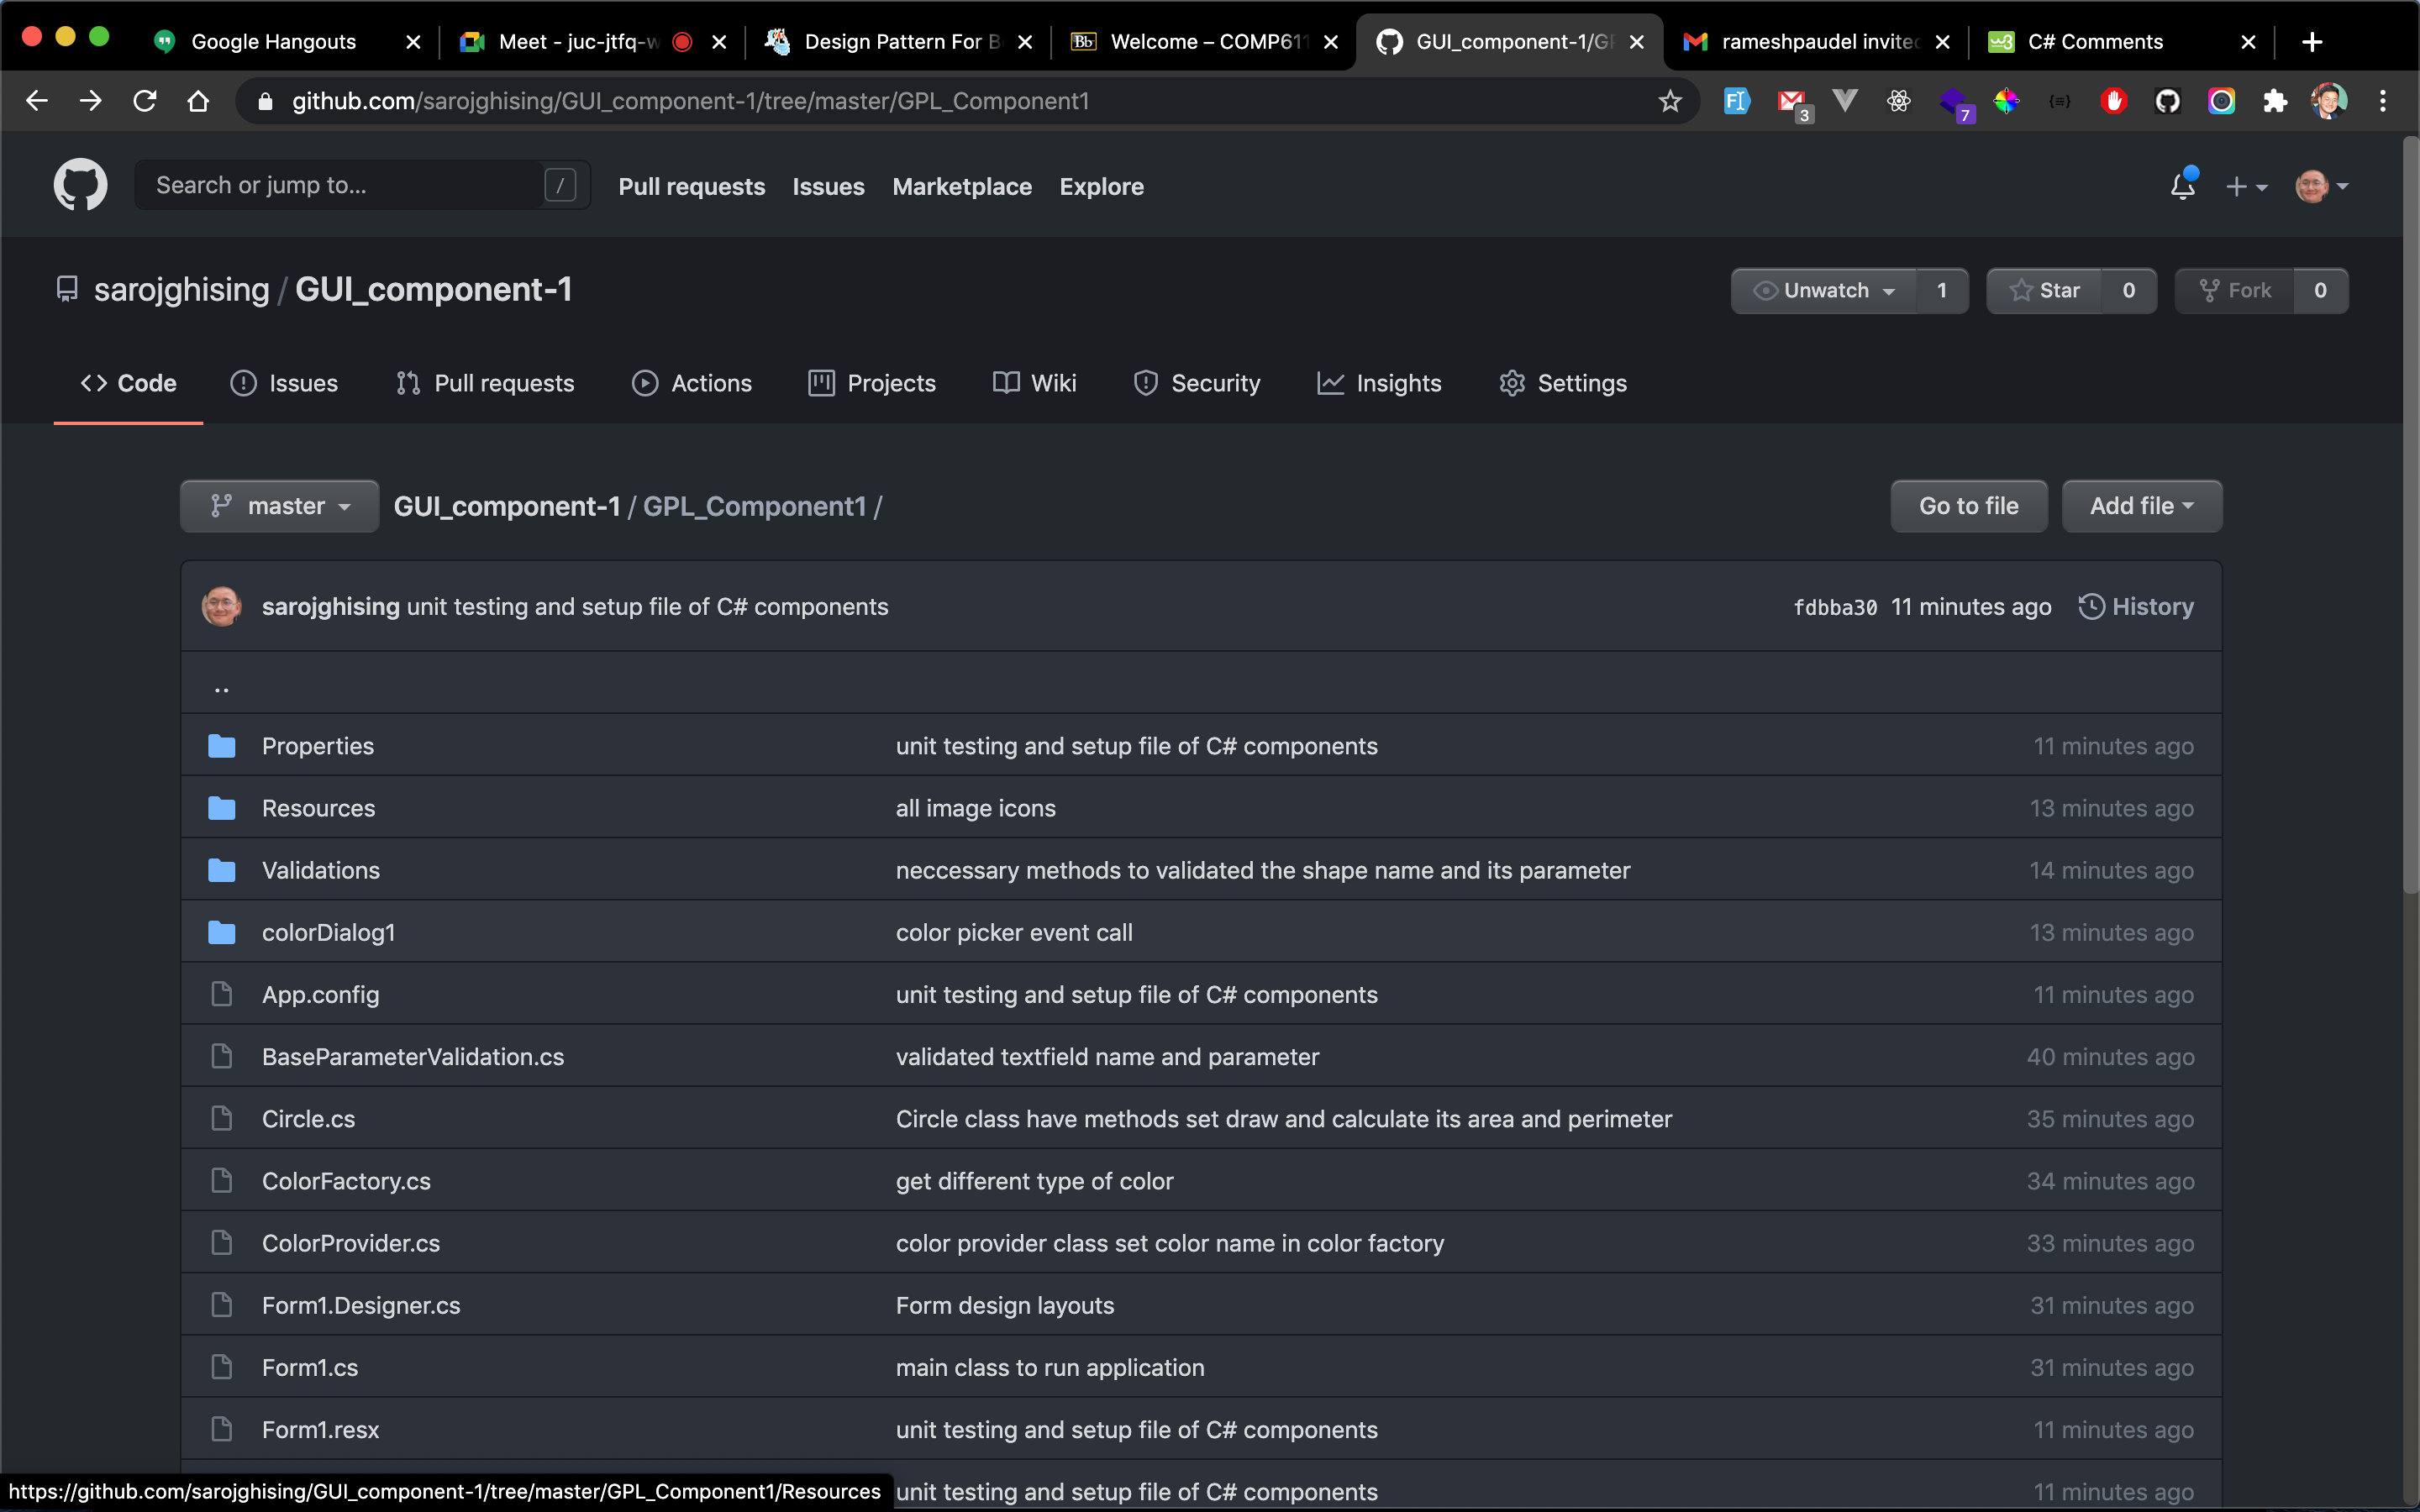 Google Hangouts
Meet - juc-jtfq-w
Design Pattern For B
Bb Welcome – COMP611
GUI_component-1/G
rameshpaudel invited
w3 C# Comments
github.com/sarojghising/GUI_component-1/tree/master/GPL_Component1
3
7
Search or jump to... /
Pull requests Issues Marketplace Explore
sarojghising / GUI_component-1
Unwatch 1
Star 0
Fork 0
Code Issues Pull requests Actions Projects Wiki Security Insights Settings
master GUI_component-1 / GPL_Component1 /
Go to file Add file
sarojghising unit testing and setup file of C# components fdbba30 11 minutes ago History
..
Properties unit testing and setup file of C# components 11 minutes ago
Resources all image icons 13 minutes ago
Validations neccessary methods to validated the shape name and its parameter 14 minutes ago
colorDialog1 color picker event call 13 minutes ago
App.config unit testing and setup file of C# components 11 minutes ago
BaseParameterValidation.cs validated textfield name and parameter 40 minutes ago
Circle.cs Circle class have methods set draw and calculate its area and perimeter 35 minutes ago
ColorFactory.cs get different type of color 34 minutes ago
ColorProvider.cs color provider class set color name in color factory 33 minutes ago
Form1.Designer.cs Form design layouts 31 minutes ago
Form1.cs main class to run application 31 minutes ago
Form1.resx unit testing and setup file of C# components 11 minutes ago
https://github.com/sarojghising/GUI_component-1/tree/master/GPL_Component1/Resources unit testing and setup file of C# components 11 minutes ago